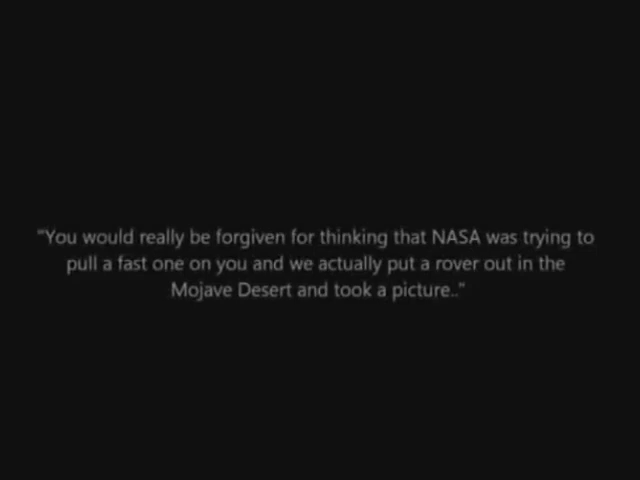 "You would really be forgiven for thinking that NASA was trying to
pull a fast one on you and we actually put a rover out in the
Mojave Desert and took a picture.."